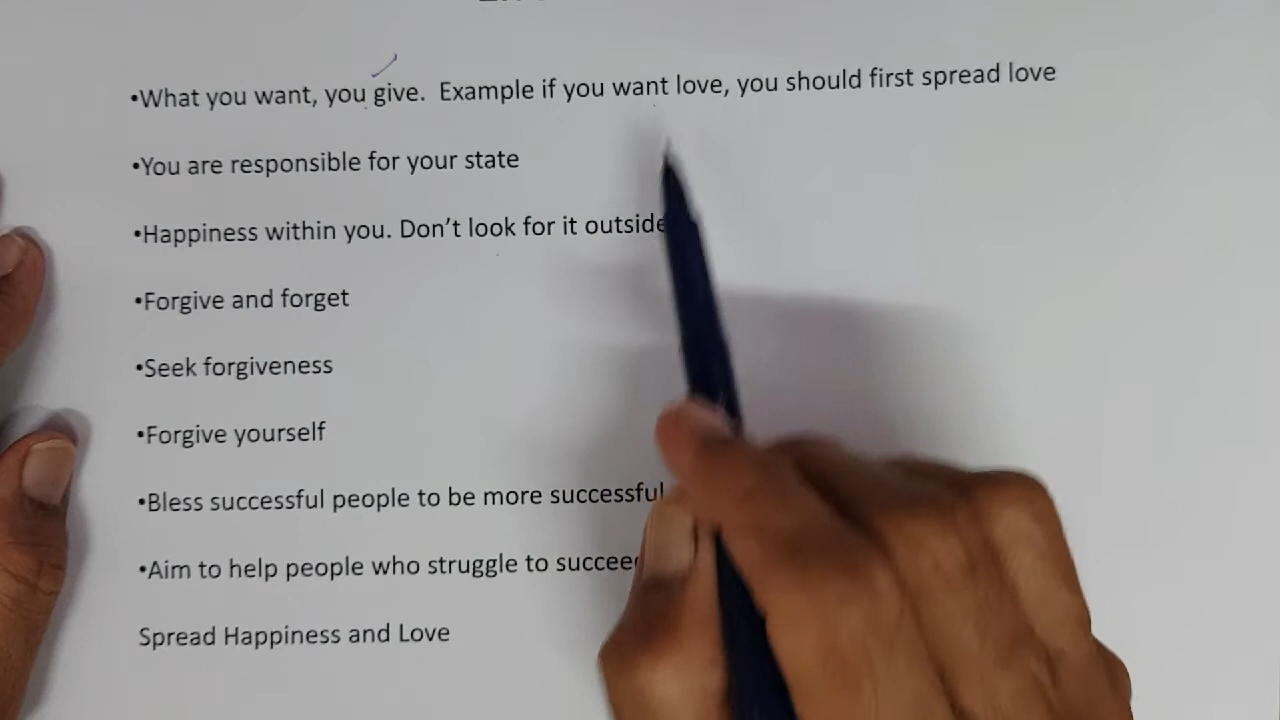 •What you want, you give.  Example if you want love, you should first spread love
•You are responsible for your state
•Happiness within you. Don’t look for it outside
•Forgive and forget
•Seek forgiveness
•Forgive yourself
•Bless successful people to be more successful
•Aim to help people who struggle to
Spread Happiness and Love